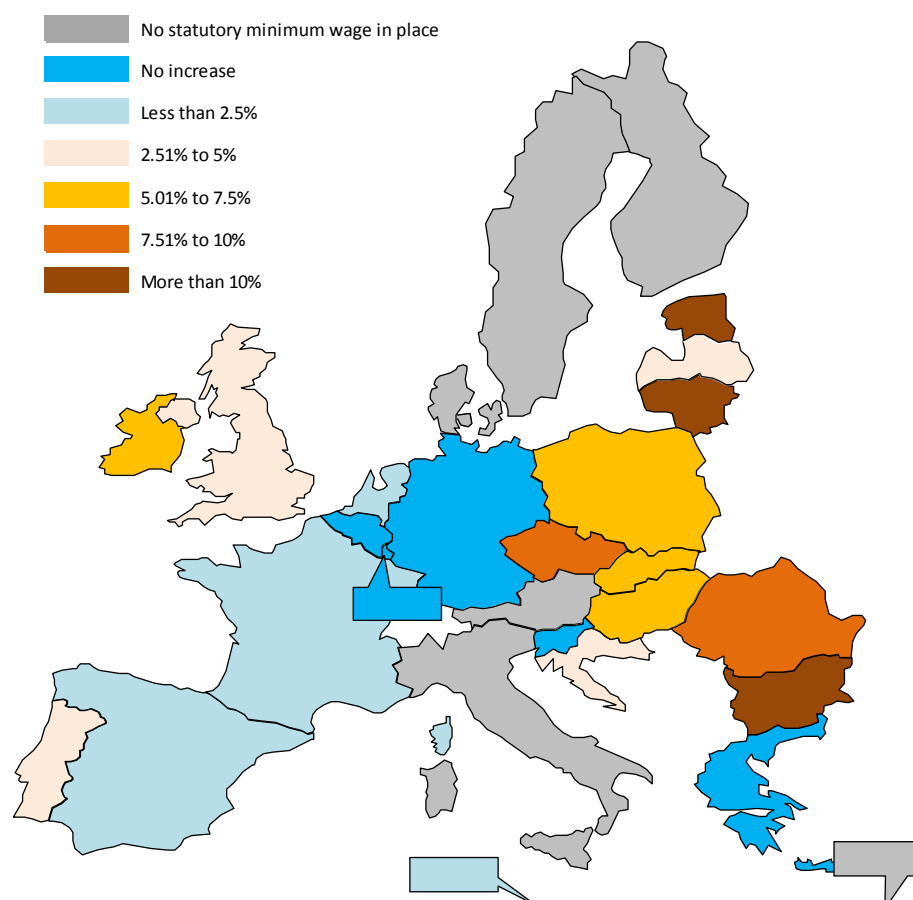 No statutory minimum wage in place
No increase
Less than 2.5%
2.51% to 5%
5.01% to 7.5%
7.51% to 10%
More than 10%